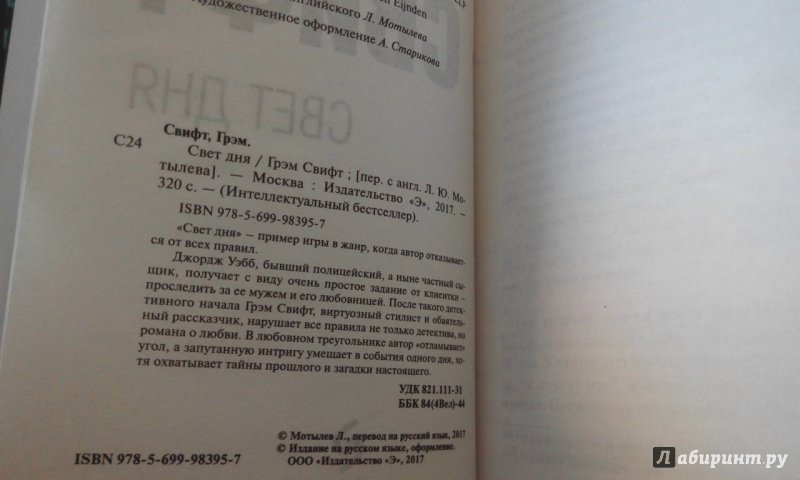 Eijnden
английского Л. Мотылева
художественное оформление А. Старикова
СВЕТ ДНЯ
Свифт, Грэм.
С24 Свет дня / Грэм Свифт ; [пер. с англ. Л. Ю. Мо-
тылева]. — Москва : Издательство «Э», 2017. –
320 с. — (Интеллектуальный бестселлер).
ISBN 978-5-699-98395-7
«Свет дня» – пример игры в жанр, когда автор отказывает-
ся от всех правил.
Джордж Уэбб, бывший полицейский, а ныне частный сы-
щик, получает с виду очень простое задание от клиентки –
проследить за ее мужем и его любовницей. После такого детек-
тивного начала Грэм Свифт, виртуозный стилист и обаятель-
ный рассказчик, нарушает все правила не только детектива, но
романа о любви. В любовном треугольнике автор «отламывает»
угол, а запутанную интригу умещает в события одного дня, хо-
тя охватывает тайны прошлого и загадки настоящего.
УДК 821.111-31
ББК 84(4Вел)-44
© Мотылев Л., перевод на русский язык, 2017
© Издание на русском языке, оформление.
ISBN 978-5-699-98395-7 ООО «Издательство «Э», 2017
Лабиринт.ру